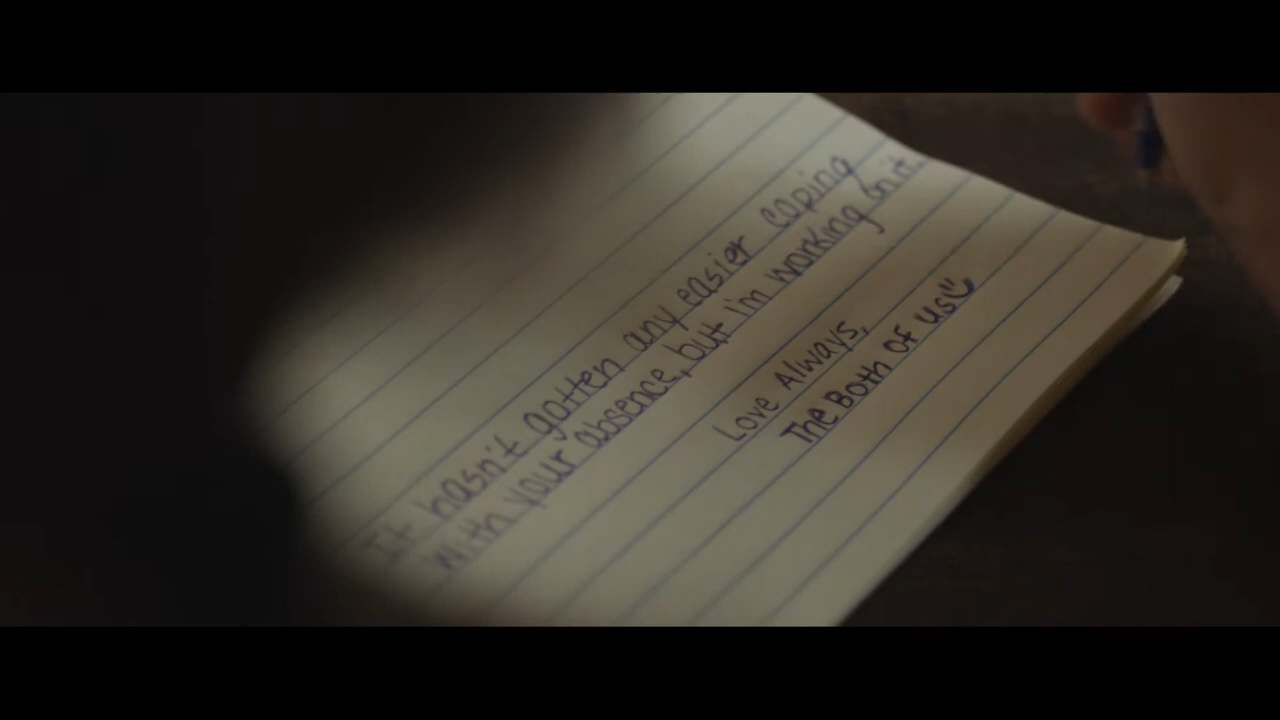 It hasn't gotten any easier coping
with your absence, but i'm working on it.
Love Always,
The Both of us